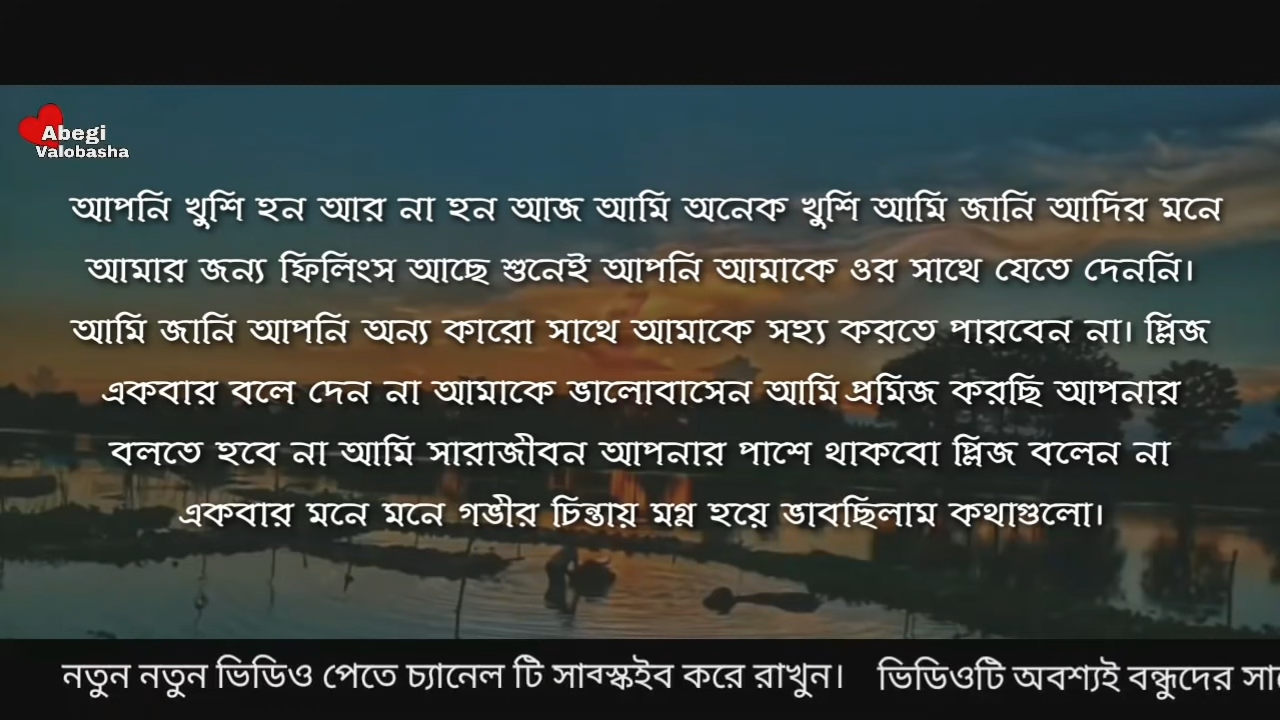 Abegi
Valobasha
আপনি খুশি হন আর না হন আজ আমি অনেক খুশি আমি জানি আদির মনে
আমার জন্য ফিলিংস আছে শুনেই আপনি আমাকে ওর সাথে যেতে দেননি।
আমি জানি আপনি অন্য কারো সাথে আমাকে সহ্য করতে পারবেন না। প্লিজ
একবার বলে দেন না আমাকে ভালোবাসেন আমি প্রমিজ করছি আপনার
বলতে হবে না আমি সারাজীবন আপনার পাশে থাকবো প্লিজ বলেন না
একবার মনে মনে গভীর চিন্তায় মগ্ন হয়ে ভাবছিলাম কথাগুলো।
নতুন নতুন ভিডিও পেতে চ্যানেল টি সাবস্ক্রাইব করে রাখুন। ভিডিওটি অবশ্যই বন্ধুদের